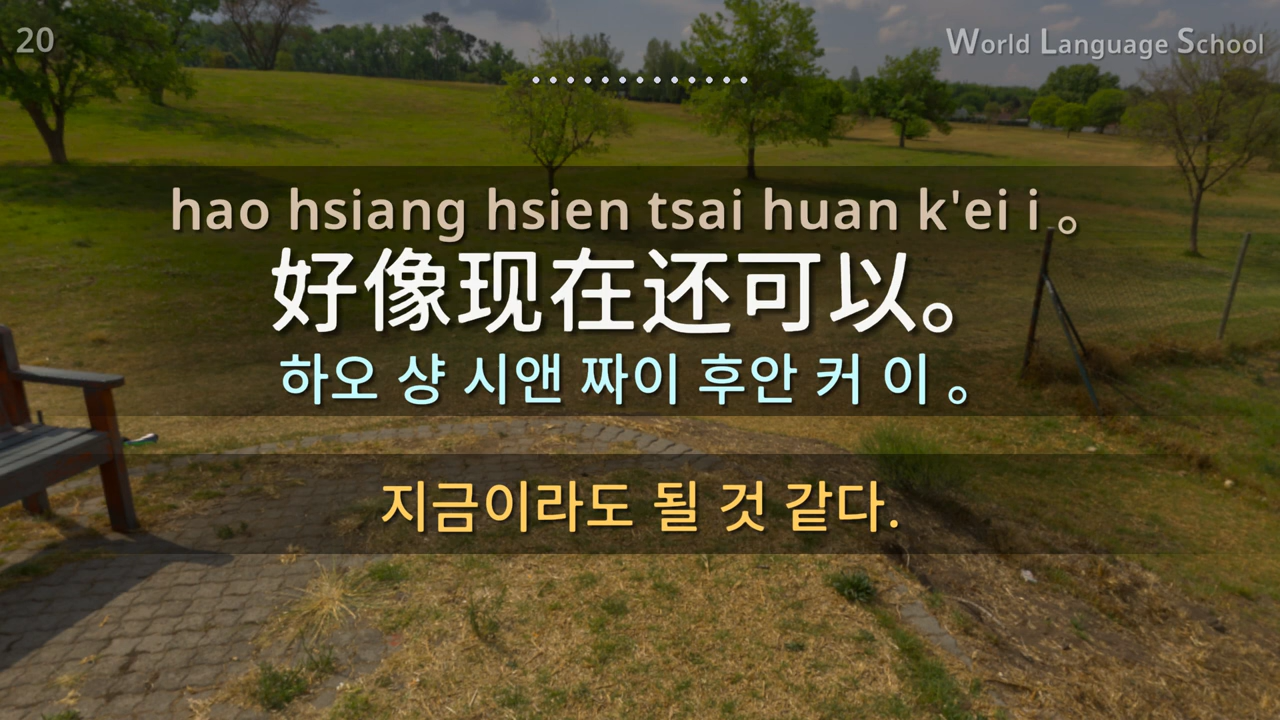 20
World Language School
hao hsiang hsien tsai huan k'ei i 。
好像现在还可以。
하오 샹 시앤 짜이 후안 커 이 。
지금이라도 될 것 같다.